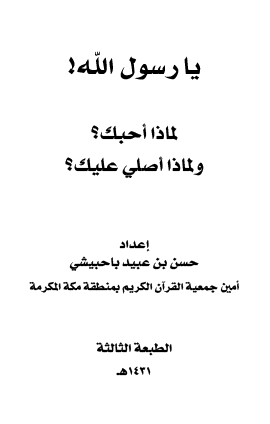 يا رسول الله!
لماذا أحبك؟
ولماذا أصلي عليك؟
إعداد
حسن بن عبيد باحبيشي
أمين جمعية القرآن الكريم بمنطقة مكة المكرمة
الطبعة الثالثة
١٤٣١هـ